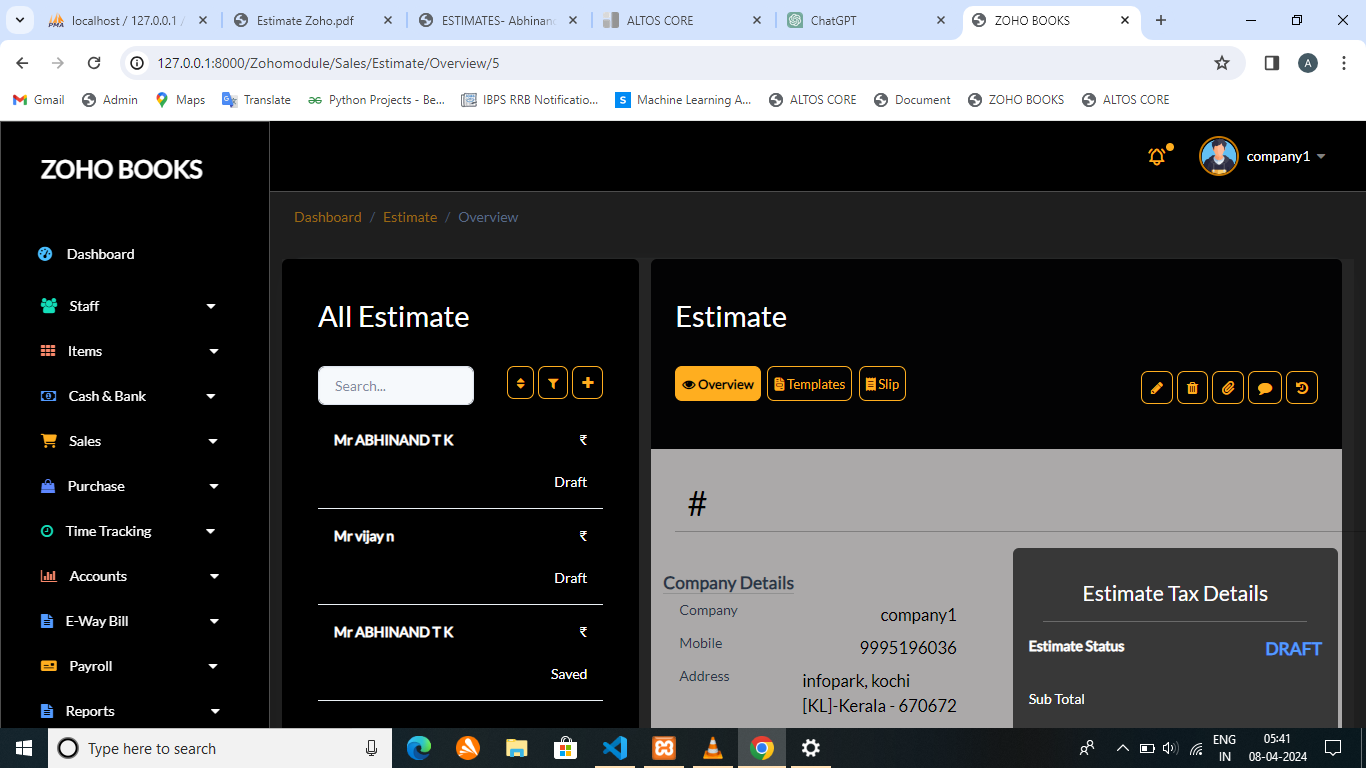 localhost / 127.0.0.1 /
Estimate Zoho.pdf
ESTIMATES- Abhinand
ALTOS CORE
ChatGPT
ZOHO BOOKS
127.0.0.1:8000/Zohomodule/Sales/Estimate/Overview/5
A
Gmail
Admin
Maps
Translate
Python Projects - Be...
IBPS RRB Notificatio...
S
Machine Learning A...
ALTOS CORE
Document
ZOHO BOOKS
ALTOS CORE
ZOHO BOOKS
company1
Dashboard / Estimate / Overview
Dashboard
Staff
Items
Cash & Bank
Sales
Purchase
Time Tracking
Accounts
E-Way Bill
Payroll
Reports
All Estimate
Search...
Mr ABHINAND T K ₹
Draft
Mr vijay n ₹
Draft
Mr ABHINAND T K ₹
Saved
Estimate
Overview
Templates
Slip
#
Company Details
Company company1
Mobile 9995196036
Address infopark, kochi
[KL]-Kerala - 670672
Estimate Tax Details
Estimate Status DRAFT
Sub Total
Type here to search
ENG
IN
05:41
08-04-2024